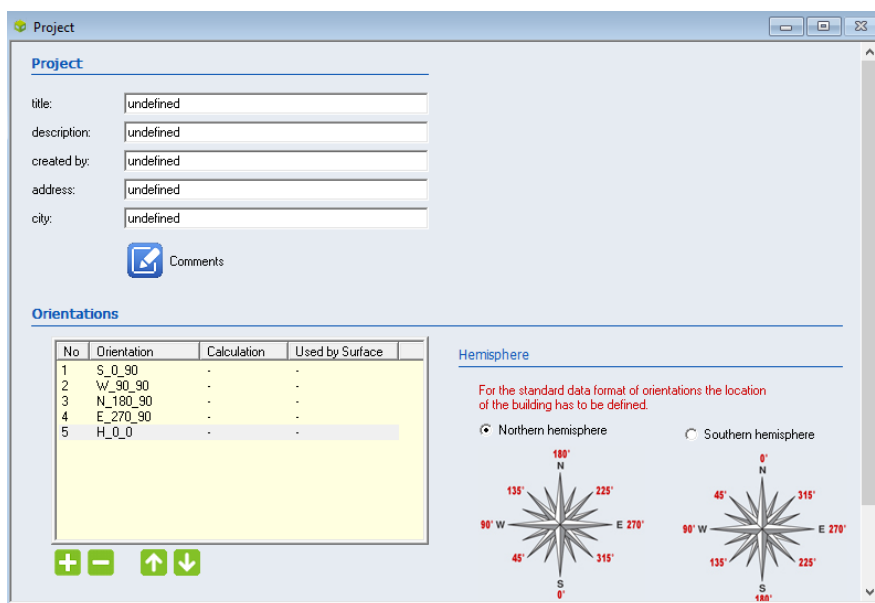 Project
Project
title: undefined
description: undefined
created by: undefined
address: undefined
city: undefined
Comments
Orientations
No Orientation Calculation Used by Surface
1 S_0_90 - -
2 W_90_90 - -
3 N_180_90 - -
4 E_270_90 - -
5 H_0_0 - -
Hemisphere
For the standard data format of orientations the location
of the building has to be defined.
Northern hemisphere
180°
N
135° 225°
90° W E 270°
45° 315°
S
0°
Southern hemisphere
0°
N
45° 315°
90° W E 270°
135° 225°
S
180°